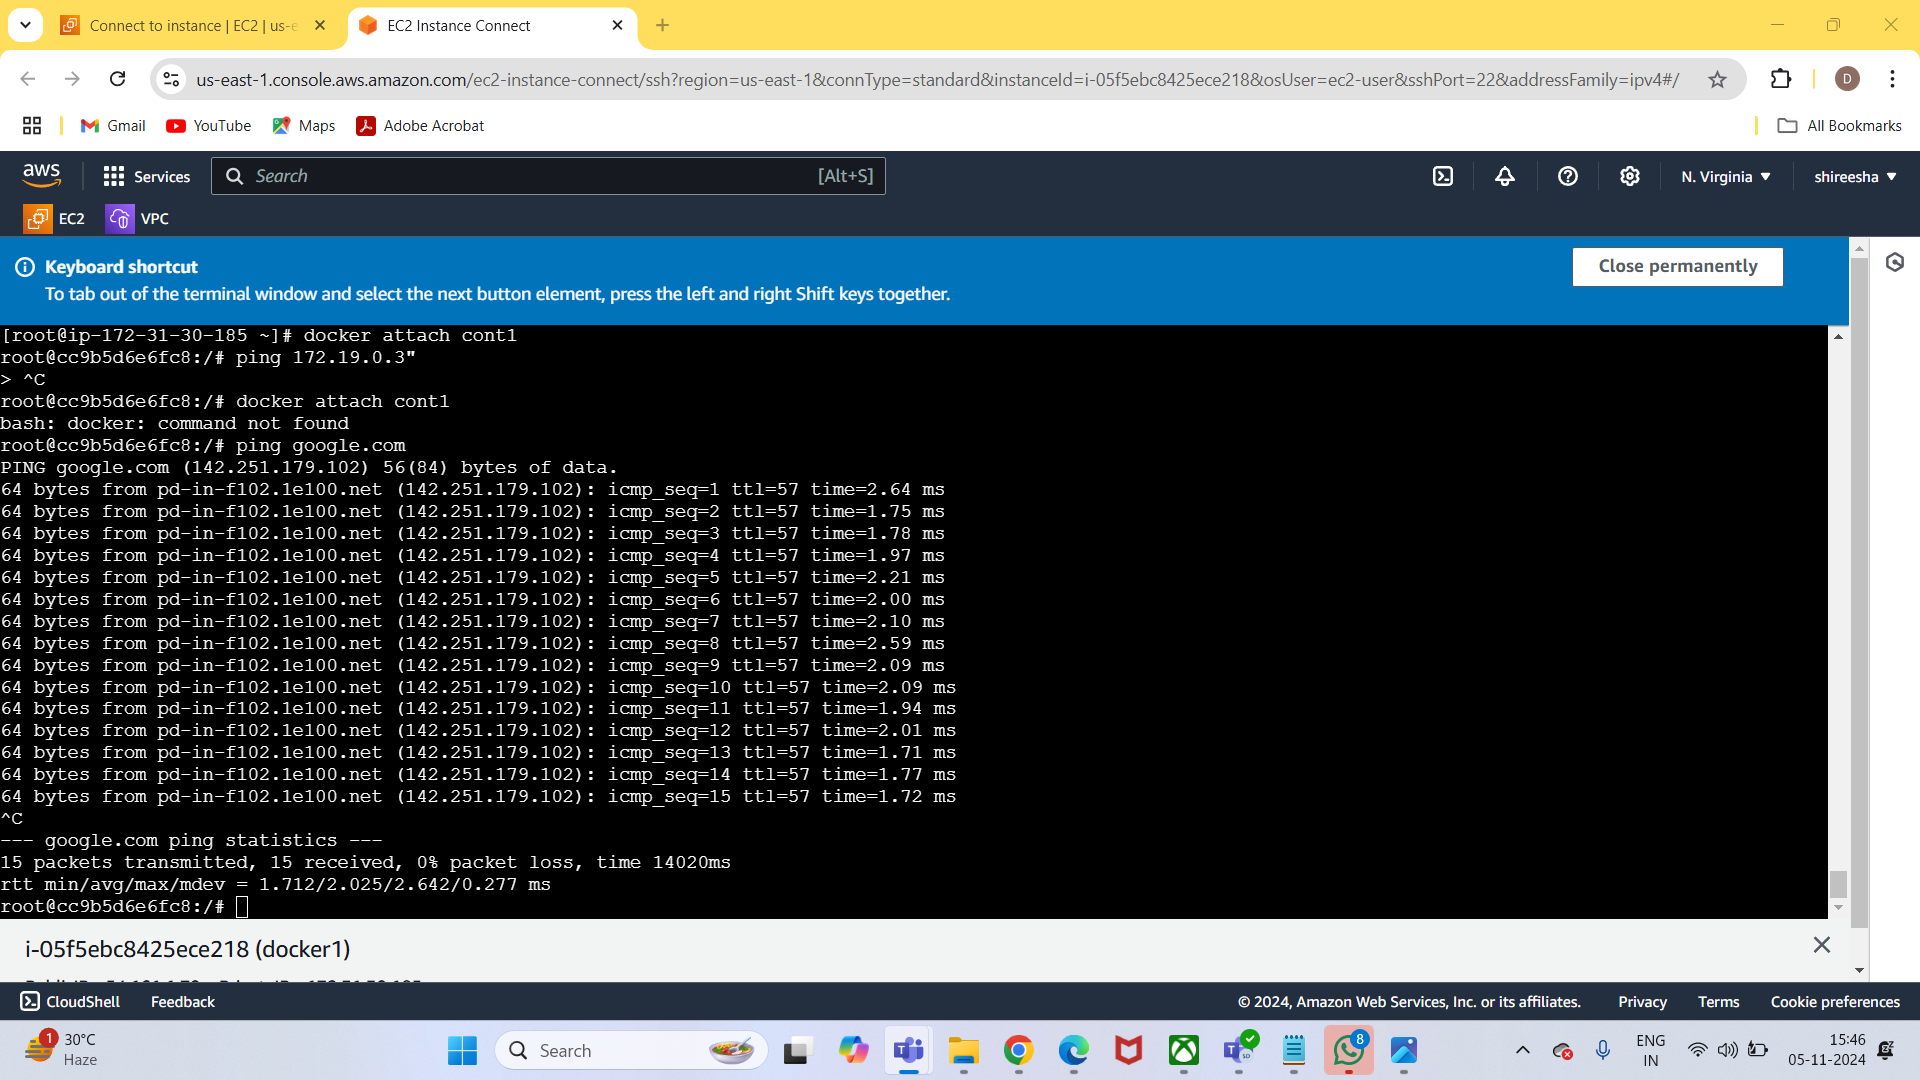 Connect to instance | EC2 | us-e
EC2 Instance Connect
us-east-1.console.aws.amazon.com/ec2-instance-connect/ssh?region=us-east-1&connType=standard&instanceId=i-05f5ebc8425ece218&osUser=ec2-user&sshPort=22&addressFamily=ipv4#/
D
Gmail
YouTube
Maps
Adobe Acrobat
All Bookmarks
aws
Services
Search
[Alt+S]
N. Virginia
shireesha
EC2
VPC
Keyboard shortcut
To tab out of the terminal window and select the next button element, press the left and right Shift keys together.
Close permanently
[root@ip-172-31-30-185 ~]# docker attach cont1
root@cc9b5d6e6fc8:/# ping 172.19.0.3"
> ^C
root@cc9b5d6e6fc8:/# docker attach cont1
bash: docker: command not found
root@cc9b5d6e6fc8:/# ping google.com
PING google.com (142.251.179.102) 56(84) bytes of data.
64 bytes from pd-in-f102.1e100.net (142.251.179.102): icmp_seq=1 ttl=57 time=2.64 ms
64 bytes from pd-in-f102.1e100.net (142.251.179.102): icmp_seq=2 ttl=57 time=1.75 ms
64 bytes from pd-in-f102.1e100.net (142.251.179.102): icmp_seq=3 ttl=57 time=1.78 ms
64 bytes from pd-in-f102.1e100.net (142.251.179.102): icmp_seq=4 ttl=57 time=1.97 ms
64 bytes from pd-in-f102.1e100.net (142.251.179.102): icmp_seq=5 ttl=57 time=2.21 ms
64 bytes from pd-in-f102.1e100.net (142.251.179.102): icmp_seq=6 ttl=57 time=2.00 ms
64 bytes from pd-in-f102.1e100.net (142.251.179.102): icmp_seq=7 ttl=57 time=2.10 ms
64 bytes from pd-in-f102.1e100.net (142.251.179.102): icmp_seq=8 ttl=57 time=2.59 ms
64 bytes from pd-in-f102.1e100.net (142.251.179.102): icmp_seq=9 ttl=57 time=2.09 ms
64 bytes from pd-in-f102.1e100.net (142.251.179.102): icmp_seq=10 ttl=57 time=2.09 ms
64 bytes from pd-in-f102.1e100.net (142.251.179.102): icmp_seq=11 ttl=57 time=1.94 ms
64 bytes from pd-in-f102.1e100.net (142.251.179.102): icmp_seq=12 ttl=57 time=2.01 ms
64 bytes from pd-in-f102.1e100.net (142.251.179.102): icmp_seq=13 ttl=57 time=1.71 ms
64 bytes from pd-in-f102.1e100.net (142.251.179.102): icmp_seq=14 ttl=57 time=1.77 ms
64 bytes from pd-in-f102.1e100.net (142.251.179.102): icmp_seq=15 ttl=57 time=1.72 ms
^C
--- google.com ping statistics ---
15 packets transmitted, 15 received, 0% packet loss, time 14020ms
rtt min/avg/max/mdev = 1.712/2.025/2.642/0.277 ms
root@cc9b5d6e6fc8:/#
i-05f5ebc8425ece218 (docker1)
CloudShell
Feedback
© 2024, Amazon Web Services, Inc. or its affiliates.
Privacy
Terms
Cookie preferences
1
30°C
Haze
Search
8
ENG
IN
15:46
05-11-2024